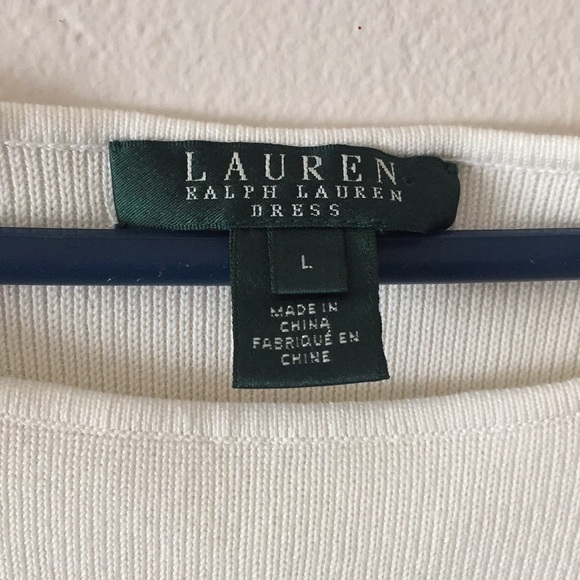 LAUREN
RALPH LAUREN
DRESS
L
MADE IN
CHINA
FABRIQUÉ EN
CHINE